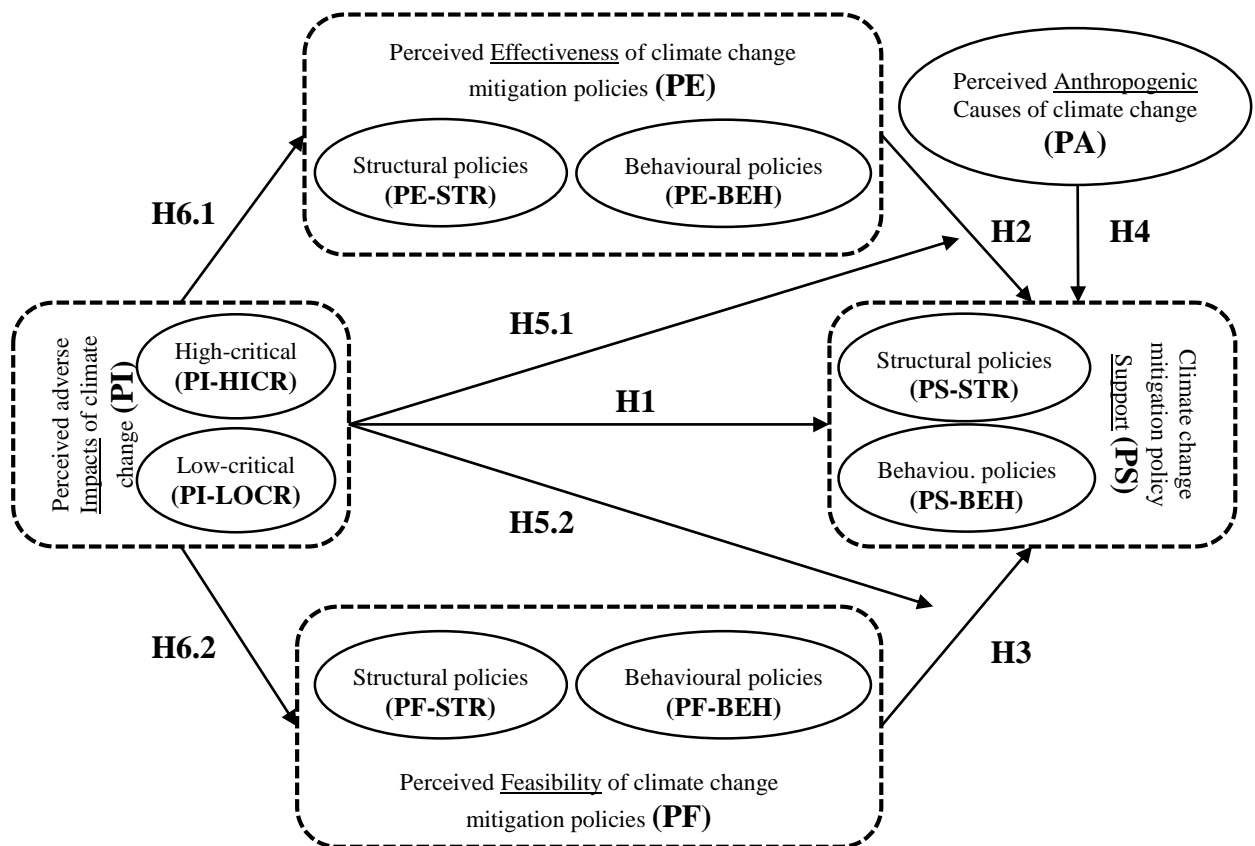 Perceived Effectiveness of climate change
mitigation policies (PE)
Structural policies
(PE-STR)
Behavioural policies
(PE-BEH)
Perceived Anthropogenic
Causes of climate change
(PA)
H6.1
H2
H4
H5.1
Perceived adverse
Impacts of climate
change (PI)
High-critical
(PI-HICR)
Low-critical
(PI-LOCR)
H1
Structural policies
(PS-STR)
Behaviou. policies
(PS-BEH)
Climate change
mitigation policy
Support (PS)
H5.2
H6.2
H3
Structural policies
(PF-STR)
Behavioural policies
(PF-BEH)
Perceived Feasibility of climate change
mitigation policies (PF)